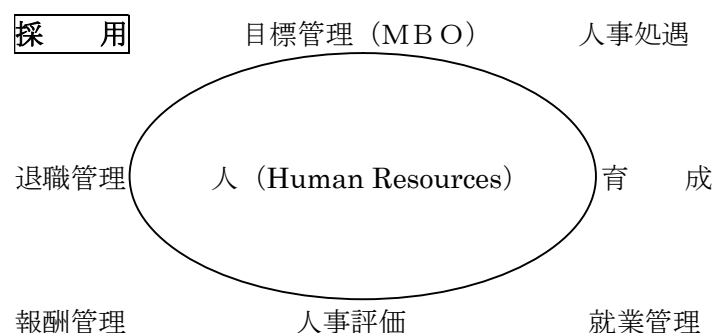 採　用　目標管理（ＭＢＯ）　人事処遇
退職管理　人（Human Resources）　育　成
報酬管理　人事評価　就業管理